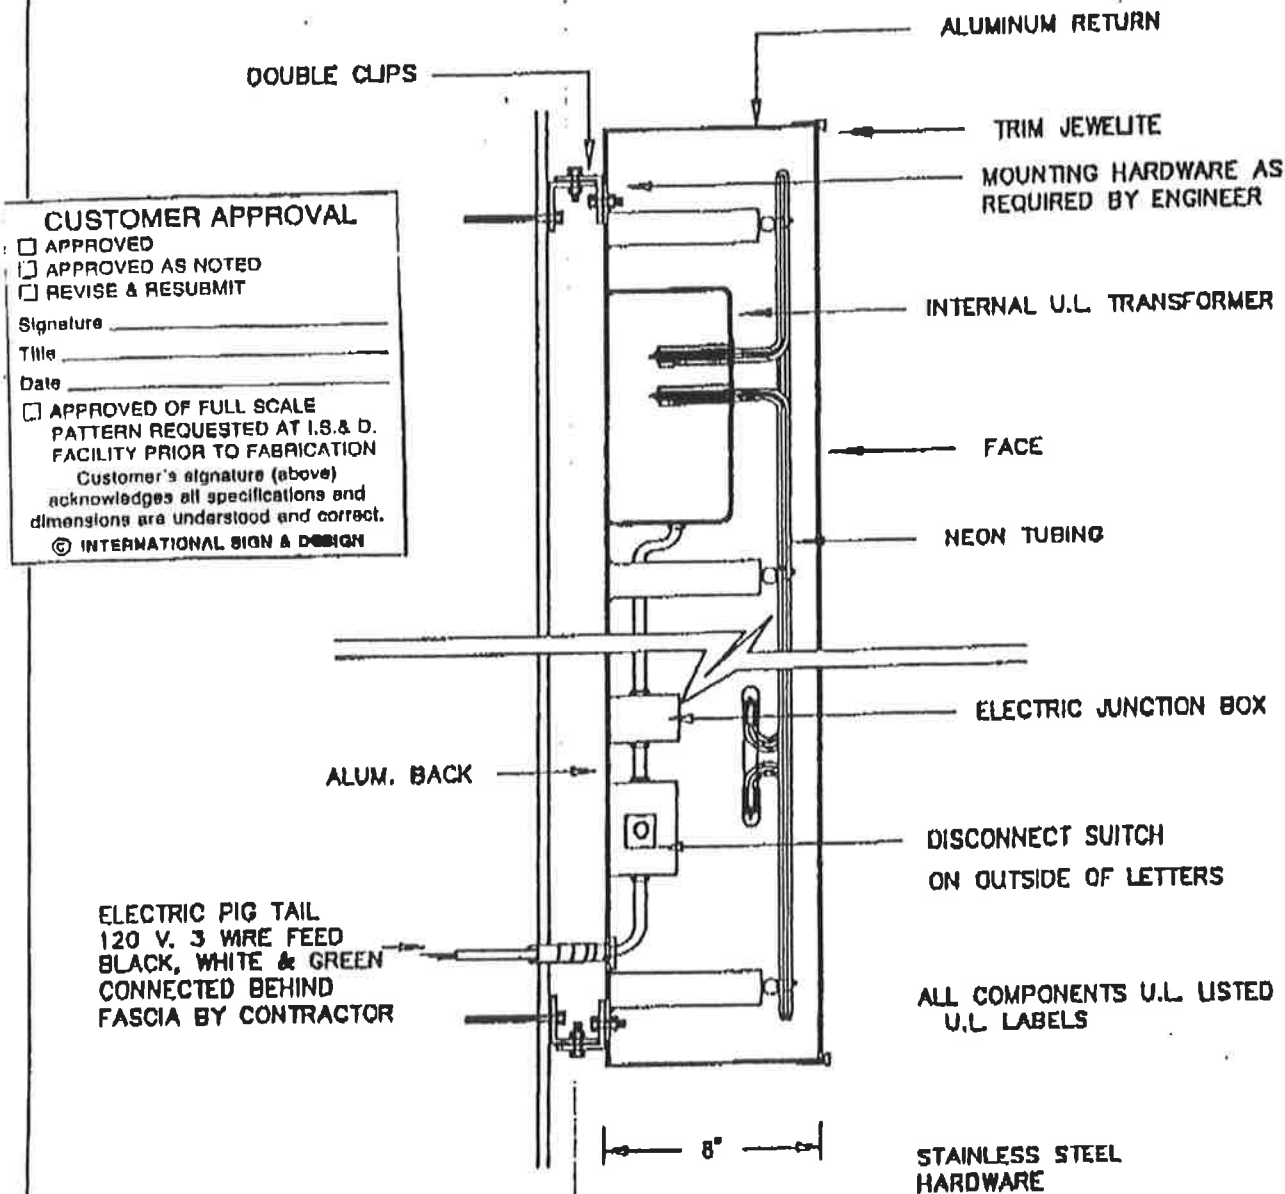 ALUMINUM RETURN
DOUBLE CLIPS
TRIM JEWELITE
MOUNTING HARDWARE AS
REQUIRED BY ENGINEER
CUSTOMER APPROVAL
APPROVED
APPROVED AS NOTED
REVISE & RESUBMIT
Signature
Title
Date
APPROVED OF FULL SCALE
PATTERN REQUESTED AT I.S.& D.
FACILITY PRIOR TO FABRICATION
Customer's signature (above)
acknowledges all specifications and
dimensions are understood and correct.
© INTERNATIONAL SIGN & DESIGN
INTERNAL U.L. TRANSFORMER
FACE
NEON TUBING
ELECTRIC JUNCTION BOX
ALUM. BACK
DISCONNECT SUITCH
ON OUTSIDE OF LETTERS
ELECTRIC PIG TAIL
120 V. 3 WIRE FEED
BLACK, WHITE & GREEN
CONNECTED BEHIND
FASCIA BY CONTRACTOR
ALL COMPONENTS U.L. LISTED
U.L. LABELS
8"
STAINLESS STEEL
HARDWARE